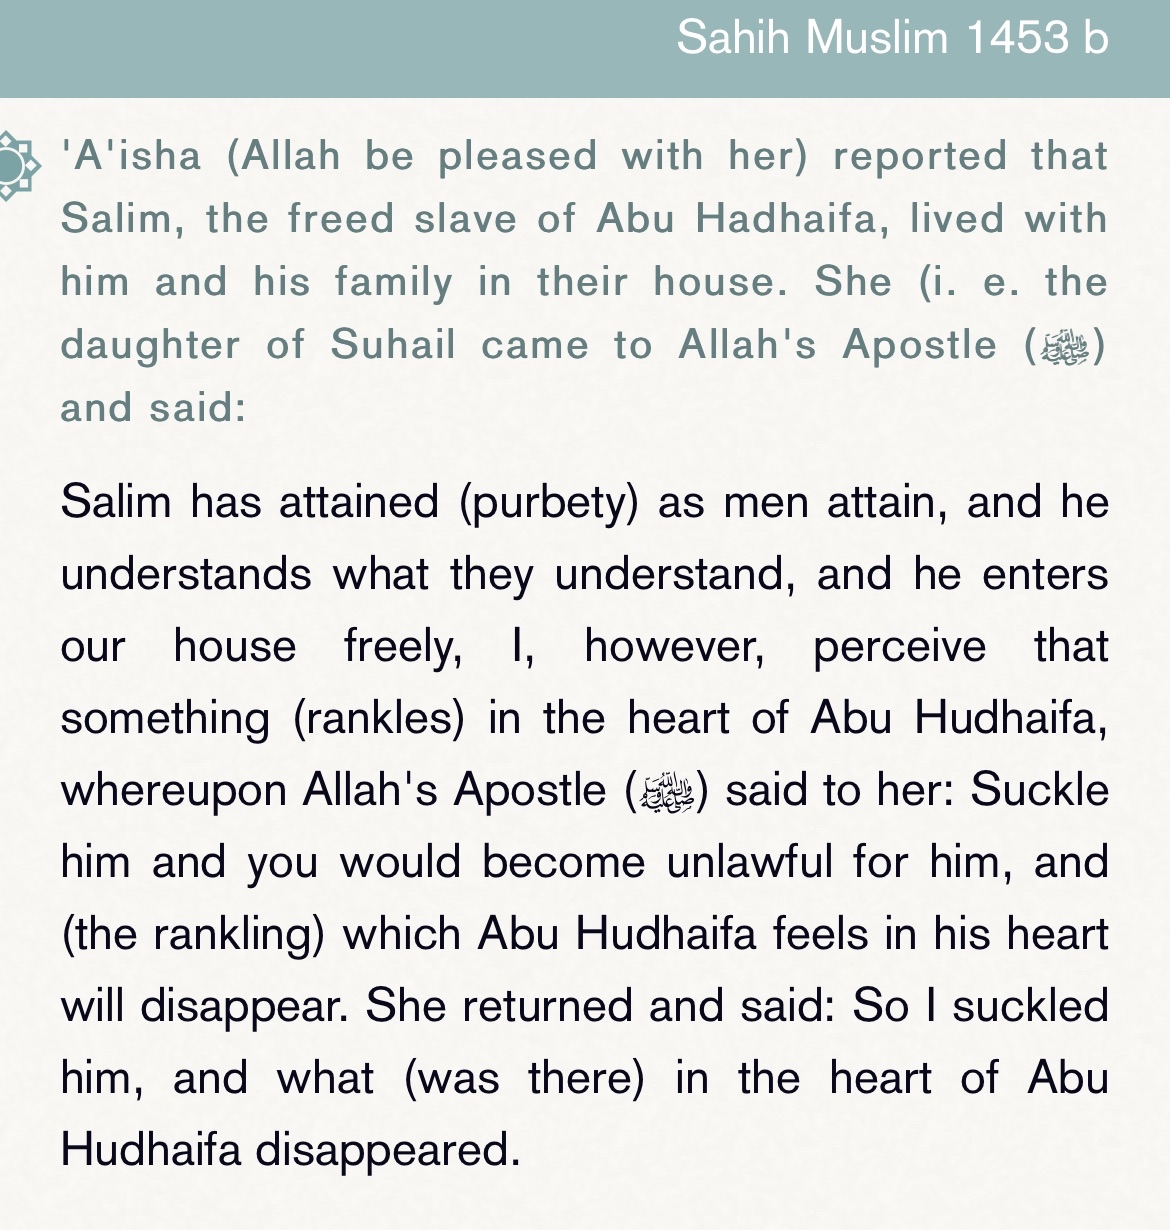 Sahih Muslim 1453 b
'A'isha (Allah be pleased with her) reported that
Salim, the freed slave of Abu Hadhaifa, lived with
him and his family in their house. She (i. e. the
daughter of Suhail came to Allah's Apostle (ﷺ)
and said:
Salim has attained (purbety) as men attain, and he
understands what they understand, and he enters
our house freely, I, however, perceive that
something (rankles) in the heart of Abu Hudhaifa,
whereupon Allah's Apostle (ﷺ) said to her: Suckle
him and you would become unlawful for him, and
(the rankling) which Abu Hudhaifa feels in his heart
will disappear. She returned and said: So I suckled
him, and what (was there) in the heart of Abu
Hudhaifa disappeared.